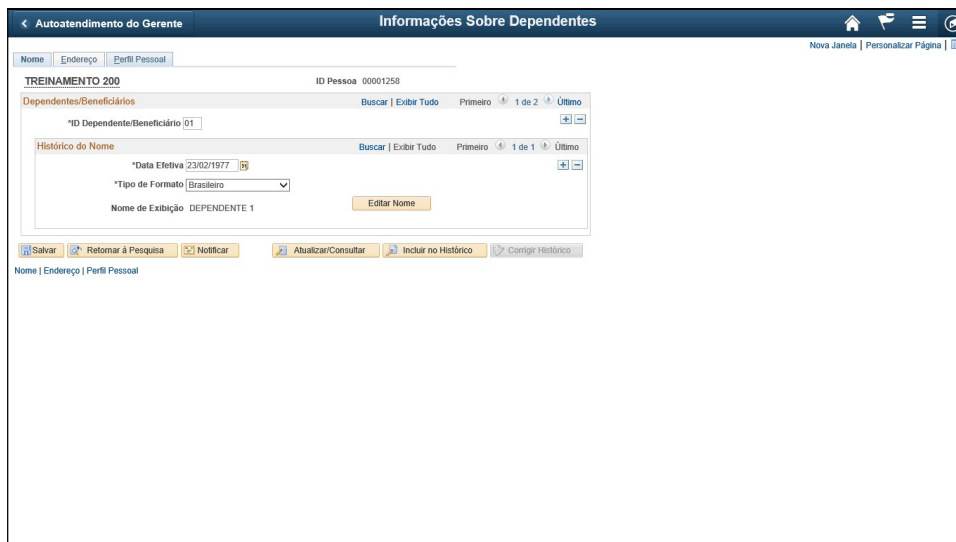 Autoatendimento do Gerente
Informações Sobre Dependentes
Nova Janela | Personalizar Página |
Nome Endereço Perfil Pessoal
TREINAMENTO 200 ID Pessoa 00001258
Dependentes/Beneficiários Buscar | Exibir Tudo Primeiro 1 de 2 Último
*ID Dependente/Beneficiário 01
Histórico do Nome Buscar | Exibir Tudo Primeiro 1 de 1 Último
*Data Efetiva 23/02/1977
*Tipo de Formato Brasileiro
Nome de Exibição DEPENDENTE 1 Editar Nome
Salvar Retornar à Pesquisa Notificar Atualizar/Consultar Incluir no Histórico Corrigir Histórico
Nome | Endereço | Perfil Pessoal